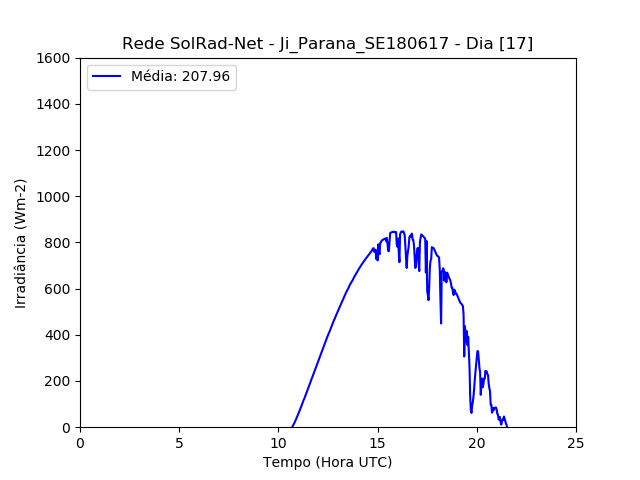 Rede SolRad-Net - Ji_Parana_SE180617 - Dia [17]
Média: 207.96
1600
1400
1200
1000
800
600
400
200
0
Irradiância (Wm-2)
0 5 10 15 20 25
Tempo (Hora UTC)